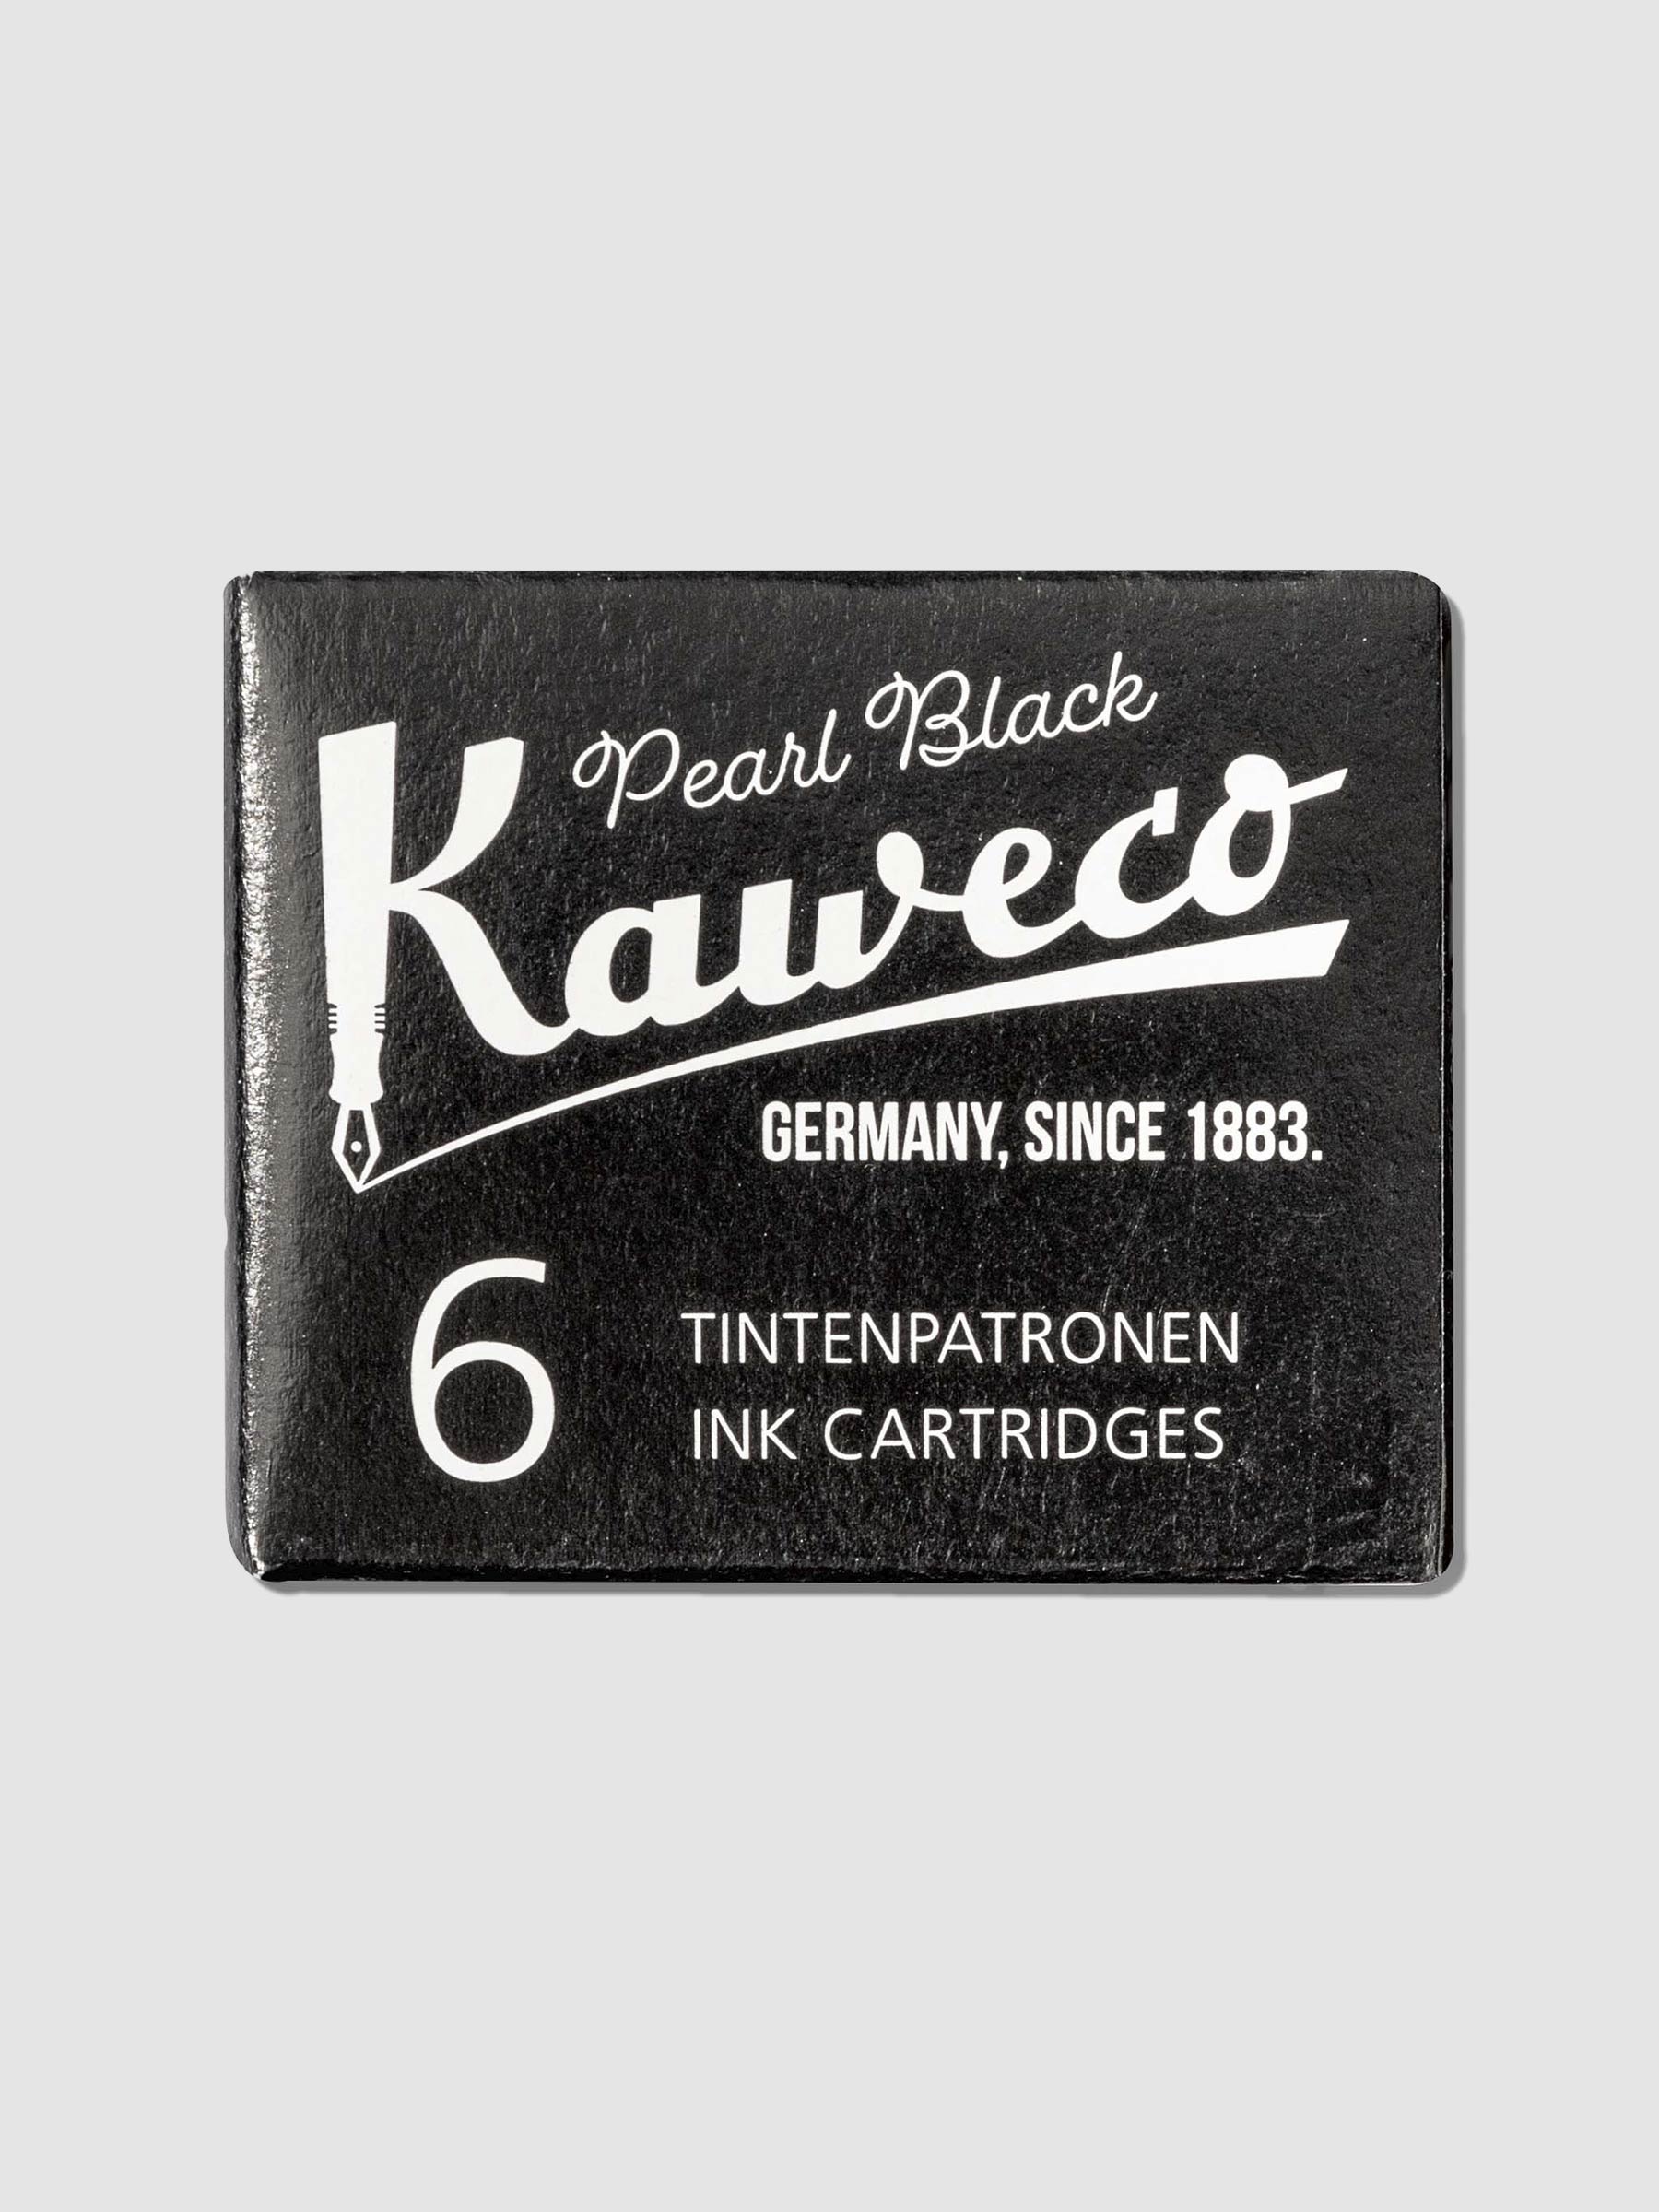 Pearl Black
Kaweco
GERMANY, SINCE 1883.
6
TINTENPATRONEN
INK CARTRIDGES